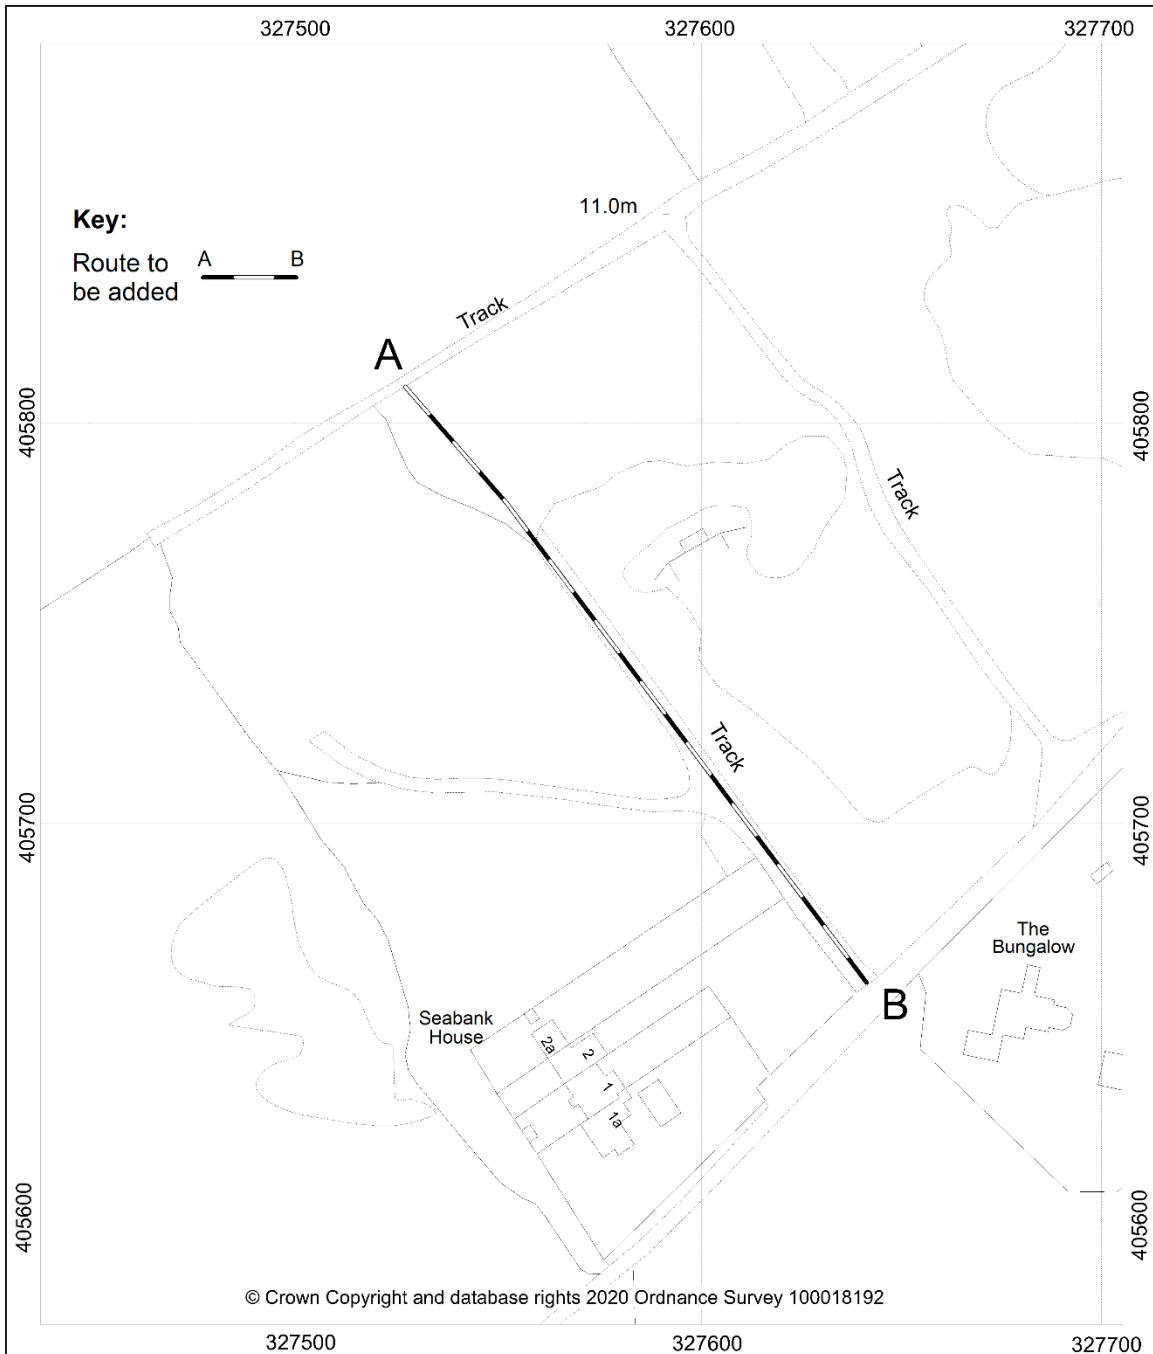 327500 327600 327700
11.0m
Key:
A B
Route to
be added
Track
A
405800 405800
Track
Track
405700 405700
The
Bungalow
B
Seabank
House
2a
2
1
1a
405600 405600
© Crown Copyright and database rights 2020 Ordnance Survey 100018192
327500 327600 327700